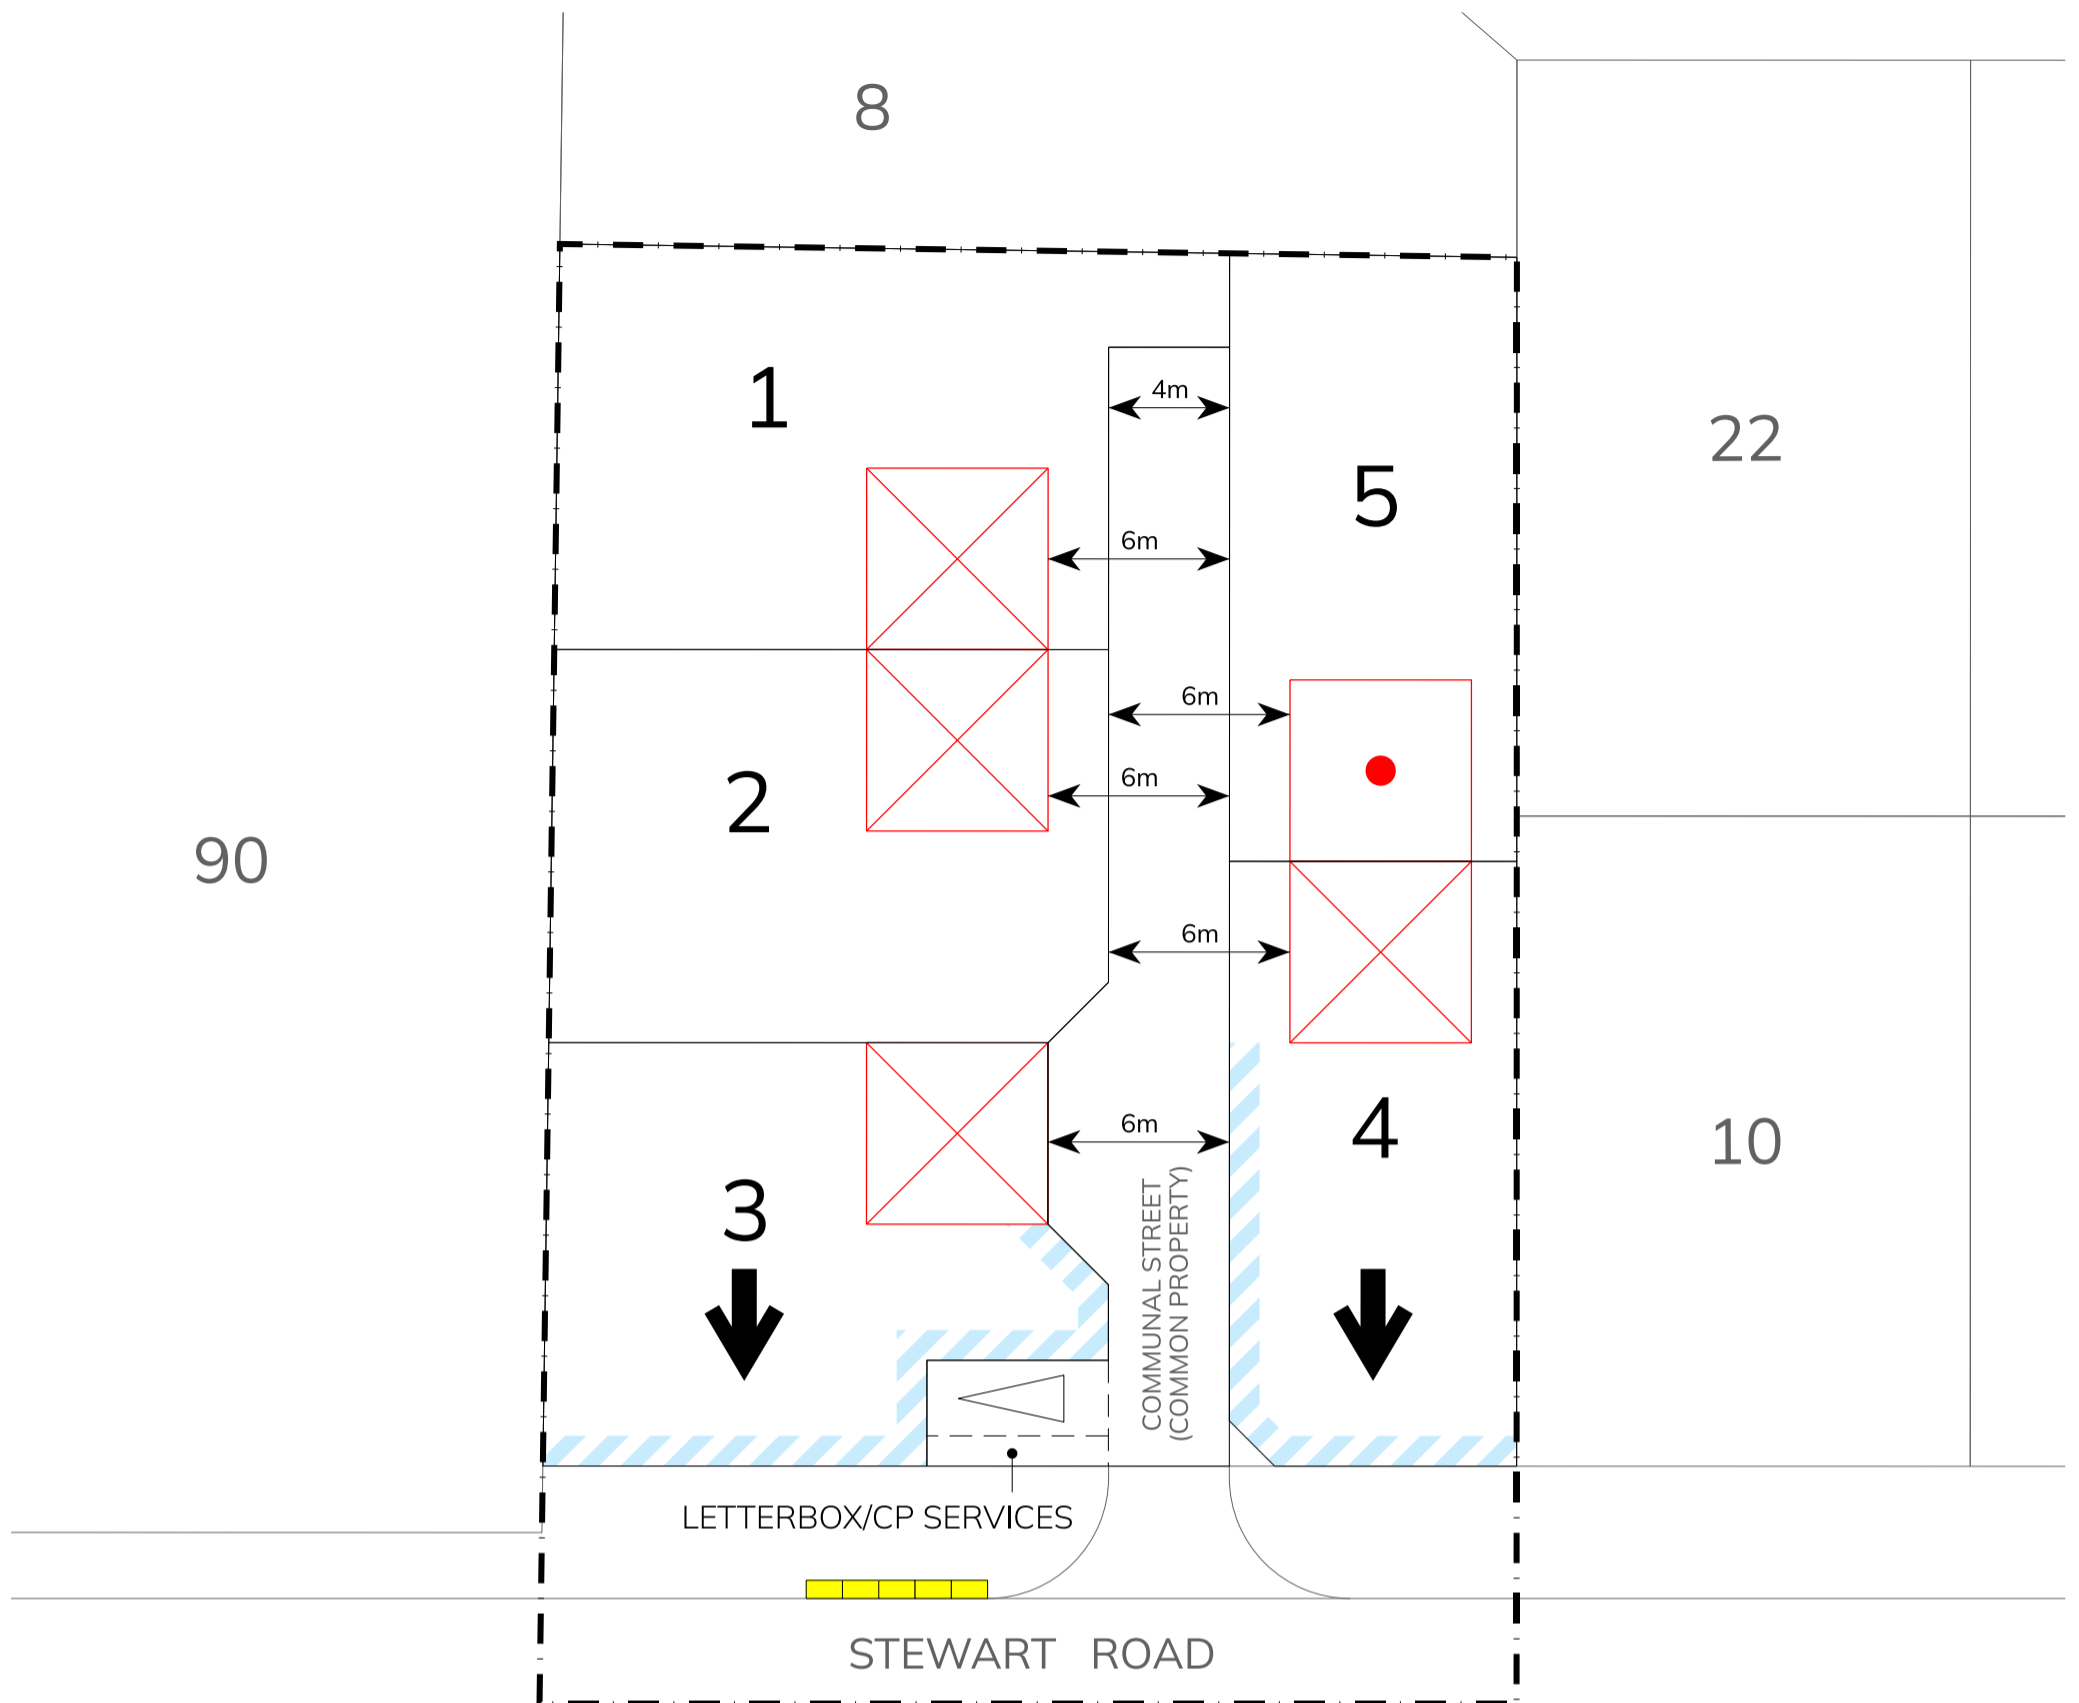 8
1
4m
5
22
6m
6m
2
6m
90
6m
4
6m
10
3
COMMUNAL STREET
(COMMON PROPERTY)
LETTERBOX/CP SERVICES
STEWART ROAD